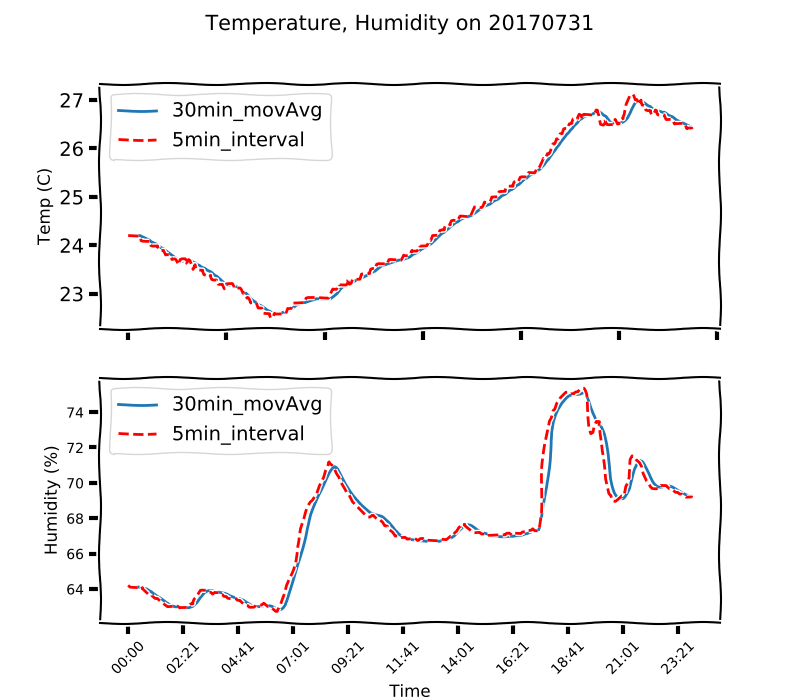 Temperature, Humidity on 20170731
30min_movAvg
5min_interval
27
26
25
24
23
Temp (C)
30min_movAvg
5min_interval
74
72
70
68
66
64
Humidity (%)
00:00 02:21 04:41 07:01 09:21 11:41 14:01 16:21 18:41 21:01 23:21
Time